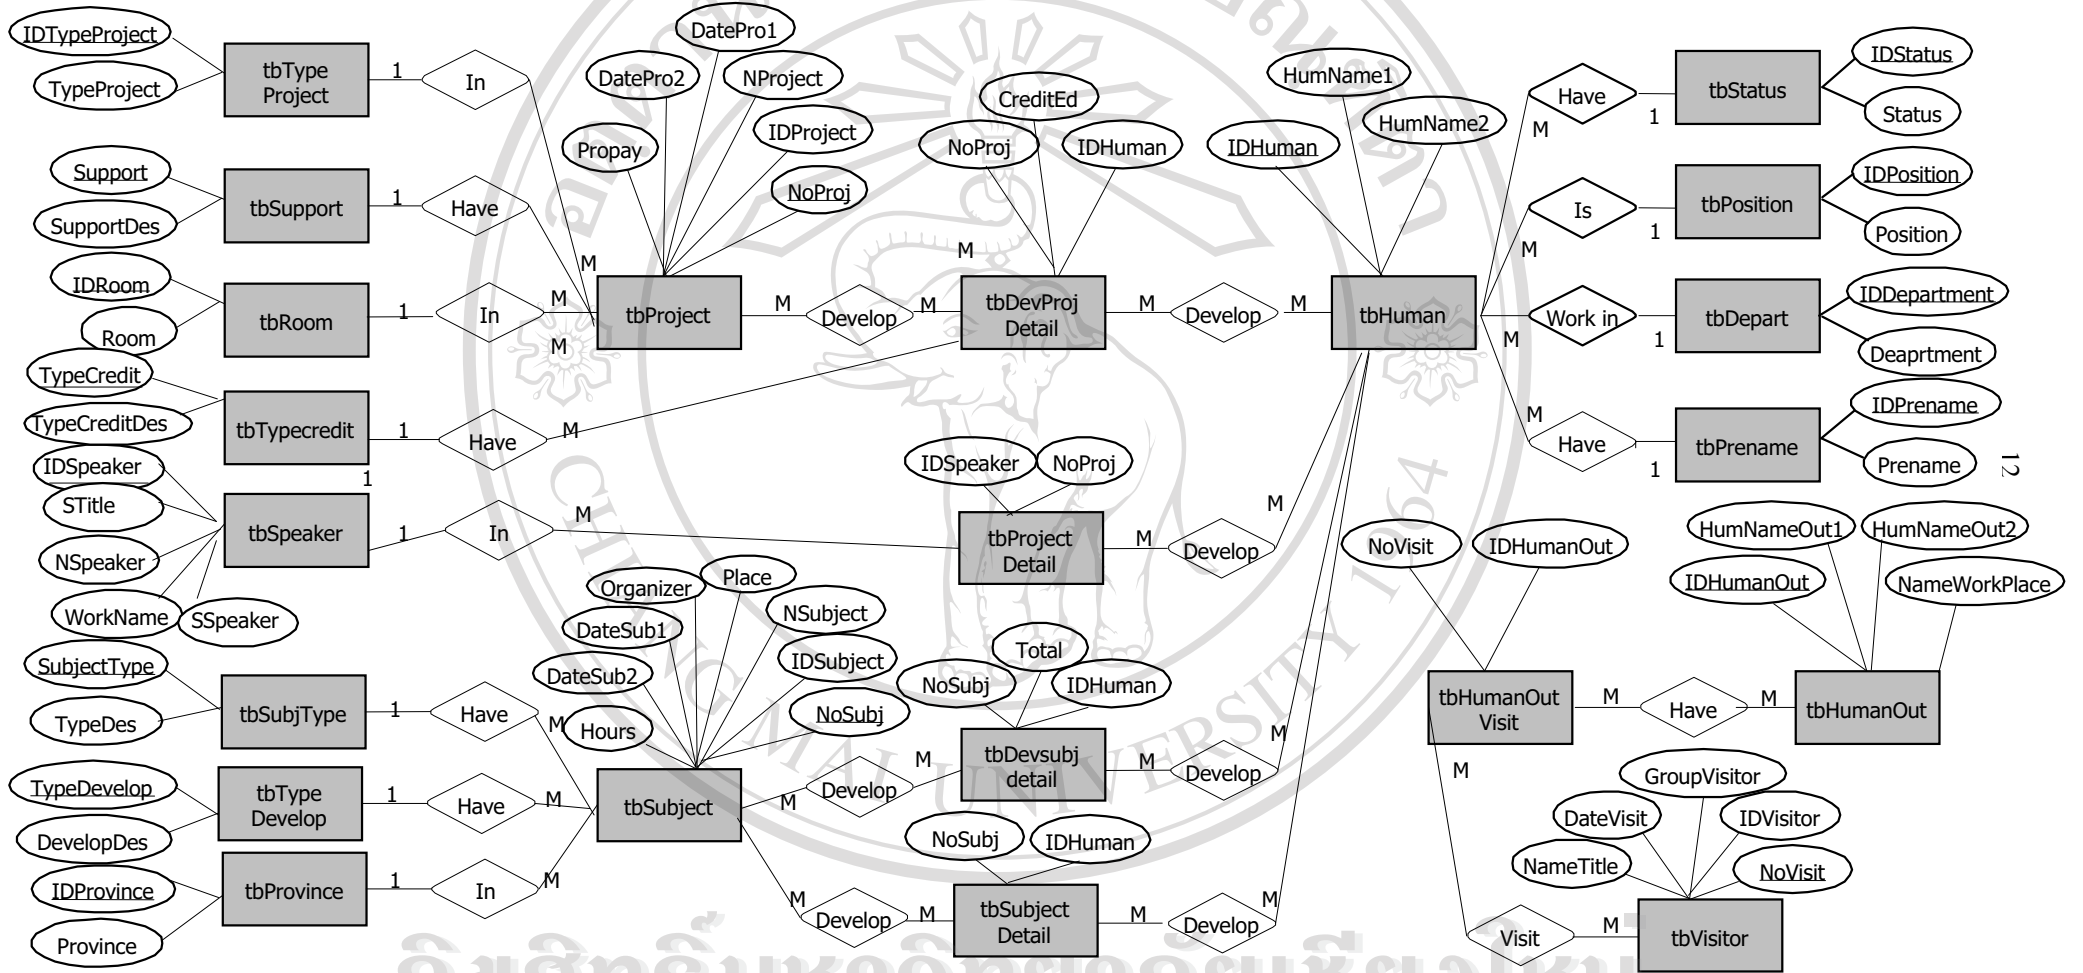 IDTypeProject
TypeProject
tbType
Project
1
In
M
Support
SupportDes
tbSupport
1
Have
M
IDRoom
Room
tbRoom
1
In
M
TypeCredit
TypeCreditDes
tbTypecredit
1
Have
M
1
IDSpeaker
STitle
NSpeaker
WorkName
SSpeaker
tbSpeaker
1
In
M
SubjectType
TypeDes
tbSubjType
1
Have
M
TypeDevelop
DevelopDes
tbType
Develop
1
Have
M
IDProvince
Province
tbProvince
1
In
M
DatePro1
DatePro2
NProject
IDProject
Propay
NoProj
tbProject
M
Develop
M
CreditEd
NoProj
IDHuman
M
tbDevProj
Detail
M
Develop
M
HumName1
HumName2
IDHuman
tbHuman
IDSpeaker
NoProj
tbProject
Detail
M
Develop
M
Organizer
Place
DateSub1
NSubject
DateSub2
IDSubject
Hours
NoSubj
tbSubject
M
Develop
M
Total
NoSubj
IDHuman
tbDevsubj
detail
M
Develop
M
M
Develop
M
NoSubj
IDHuman
tbSubject
Detail
M
Develop
M
M
Have
1
tbStatus
IDStatus
Status
M
Is
1
tbPosition
IDPosition
Position
M
Work in
1
tbDepart
IDDepartment
Deaprtment
M
Have
1
tbPrename
IDPrename
Prename
12
NoVisit
IDHumanOut
tbHumanOut
Visit
M
Have
M
HumNameOut1
HumNameOut2
IDHumanOut
NameWorkPlace
tbHumanOut
M
Visit
M
GroupVisitor
DateVisit
IDVisitor
NameTitle
NoVisit
tbVisitor
CHIANG MAI UNIVERSITY 1964